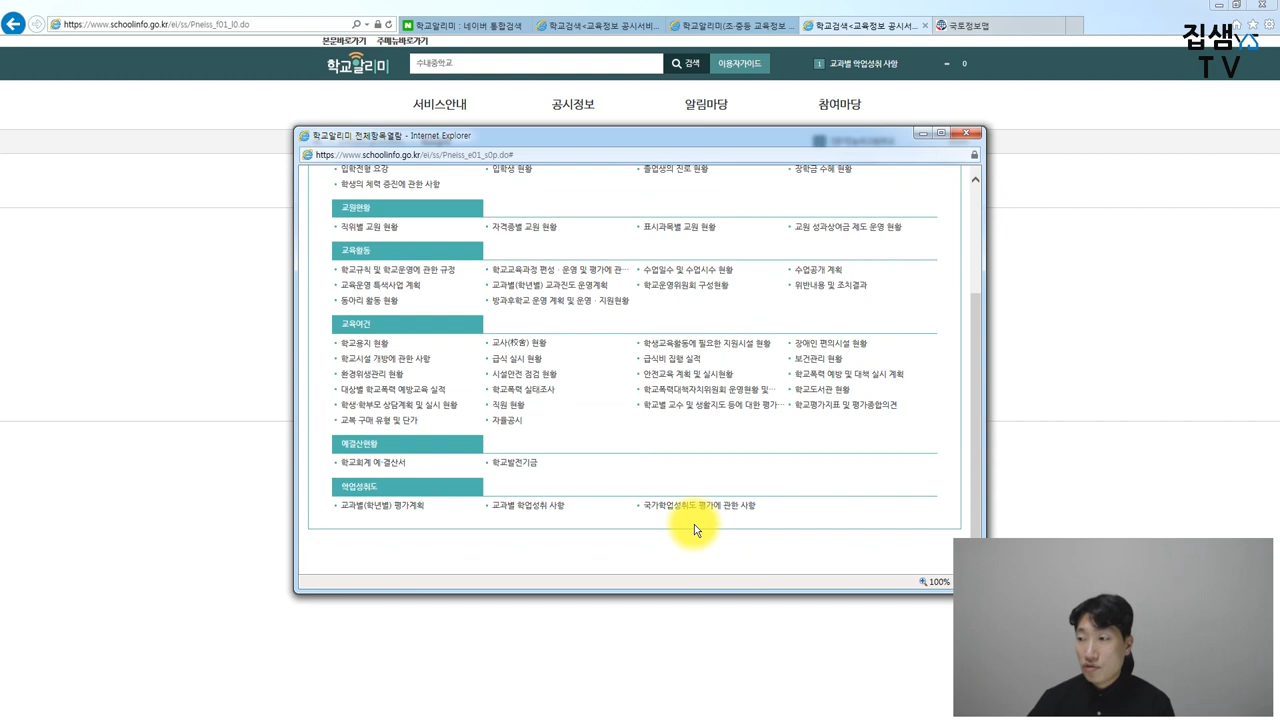 https://www.schoolinfo.go.kr/ei/ss/Pneiss_f01_l0.do
학교알리미 : 네이버 통합검색
학교검색<교육정보 공시서비...
학교알리미(초·중등 교육정보 ...
학교검색<교육정보 공시서...
국토정보맵
집샘
TV
본문바로가기 주메뉴바로가기
학교알리미
수내중학교
검색
이용자가이드
1 교과별 학업성취 사항
0
서비스안내 공시정보 알림마당 참여마당
학교알리미 전체항목열람 - Internet Explorer
https://www.schoolinfo.go.kr/ei/ss/Pneiss_e01_s0p.do#
입학전형 요강 입학생 현황 졸업생의 진로 현황 장학금 수혜 현황
학생의 체력 증진에 관한 사항
교원현황
직위별 교원 현황 자격종별 교원 현황 표시과목별 교원 현황 교원 성과상여금 제도 운영 현황
교육활동
학교규칙 및 학교운영에 관한 규정 학교교육과정 편성ㆍ운영 및 평가에 관… 수업일수 및 수업시수 현황 수업공개 계획
교육운영 특색사업 계획 교과별(학년별) 교과진도 운영계획 학교운영위원회 구성현황 위반내용 및 조치결과
동아리 활동 현황 방과후학교 운영 계획 및 운영ㆍ지원현황
교육여건
학교용지 현황 교사(校舍) 현황 학생교육활동에 필요한 지원시설 현황 장애인 편의시설 현황
학교시설 개방에 관한 사항 급식 실시 현황 급식비 집행 실적 보건관리 현황
환경위생관리 현황 시설안전 점검 현황 안전교육 계획 및 실시현황 학교폭력 예방 및 대책 실시 계획
대상별 학교폭력 예방교육 실적 학교폭력 실태조사 학교폭력대책자치위원회 운영현황 및… 학교도서관 현황
학생·학부모 상담계획 및 실시 현황 직원 현황 학교별 교수 및 생활지도 등에 대한 평가… 학교평가지표 및 평가종합의견
교복 구매 유형 및 단가 자율공시
예결산현황
학교회계 예·결산서 학교발전기금
학업성취도
교과별(학년별) 평가계획 교과별 학업성취 사항 국가학업성취도 평가에 관한 사항
100%